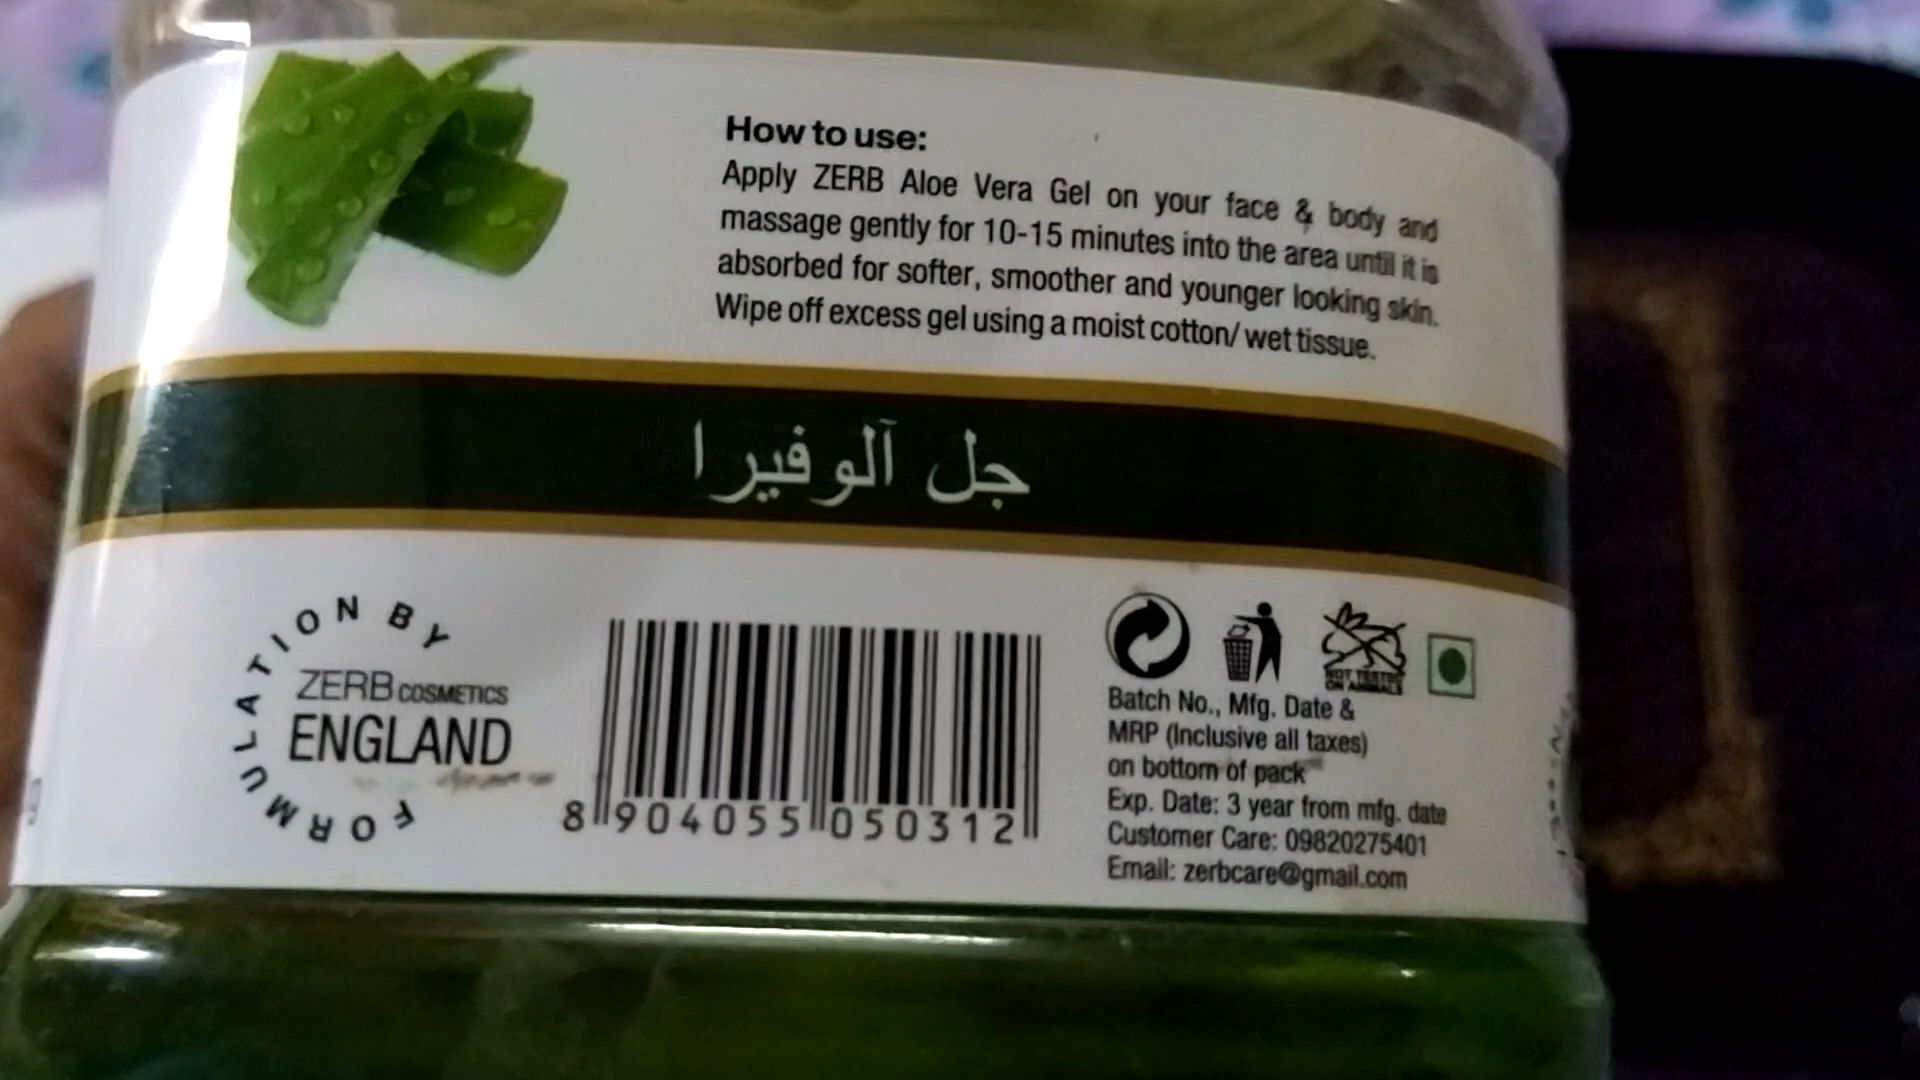 How to use:
Apply ZERB Aloe Vera Gel on your face & body and
massage gently for 10-15 minutes into the area until it is
absorbed for softer, smoother and younger looking skin.
Wipe off excess gel using a moist cotton/ wet tissue.
جل آلوفيرا
FORMULATION BY
ZERB COSMETICS
ENGLAND
8 904055 050312
NOT TESTED
ON ANIMALS
Batch No., Mfg. Date &
MRP (Inclusive all taxes)
on bottom of pack
Exp. Date: 3 year from mfg. date
Customer Care: 09820275401
Email: zerbcare@gmail.com